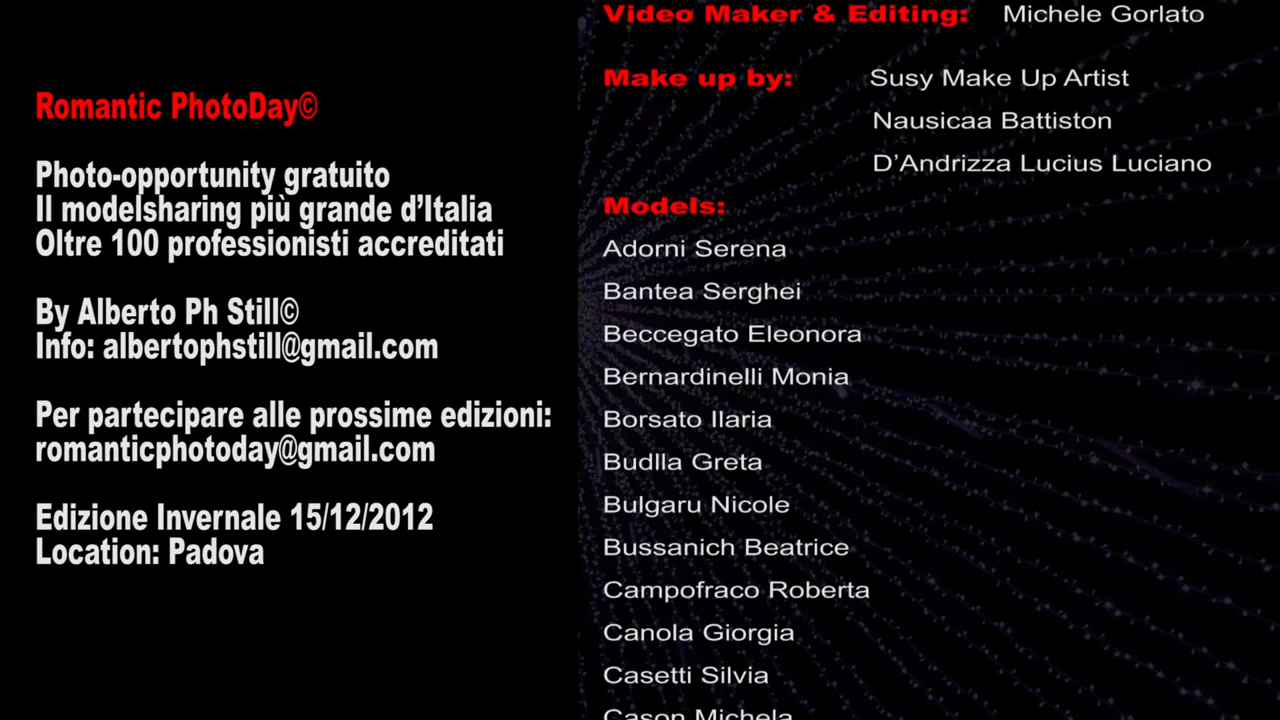 Romantic PhotoDay©
Photo-opportunity gratuito
Il modelsharing più grande d'Italia
Oltre 100 professionisti accreditati
By Alberto Ph Still©
Info: albertophstill@gmail.com
Per partecipare alle prossime edizioni:
romanticphotoday@gmail.com
Edizione Invernale 15/12/2012
Location: Padova
Video Maker & Editing: Michele Gorlato
Make up by: Susy Make Up Artist
Nausicaa Battiston
D'Andrizza Lucius Luciano
Models:
Adorni Serena
Bantea Serghei
Beccegato Eleonora
Bernardinelli Monia
Borsato Ilaria
Budlla Greta
Bulgaru Nicole
Bussanich Beatrice
Campofraco Roberta
Canola Giorgia
Casetti Silvia
Cason Michela